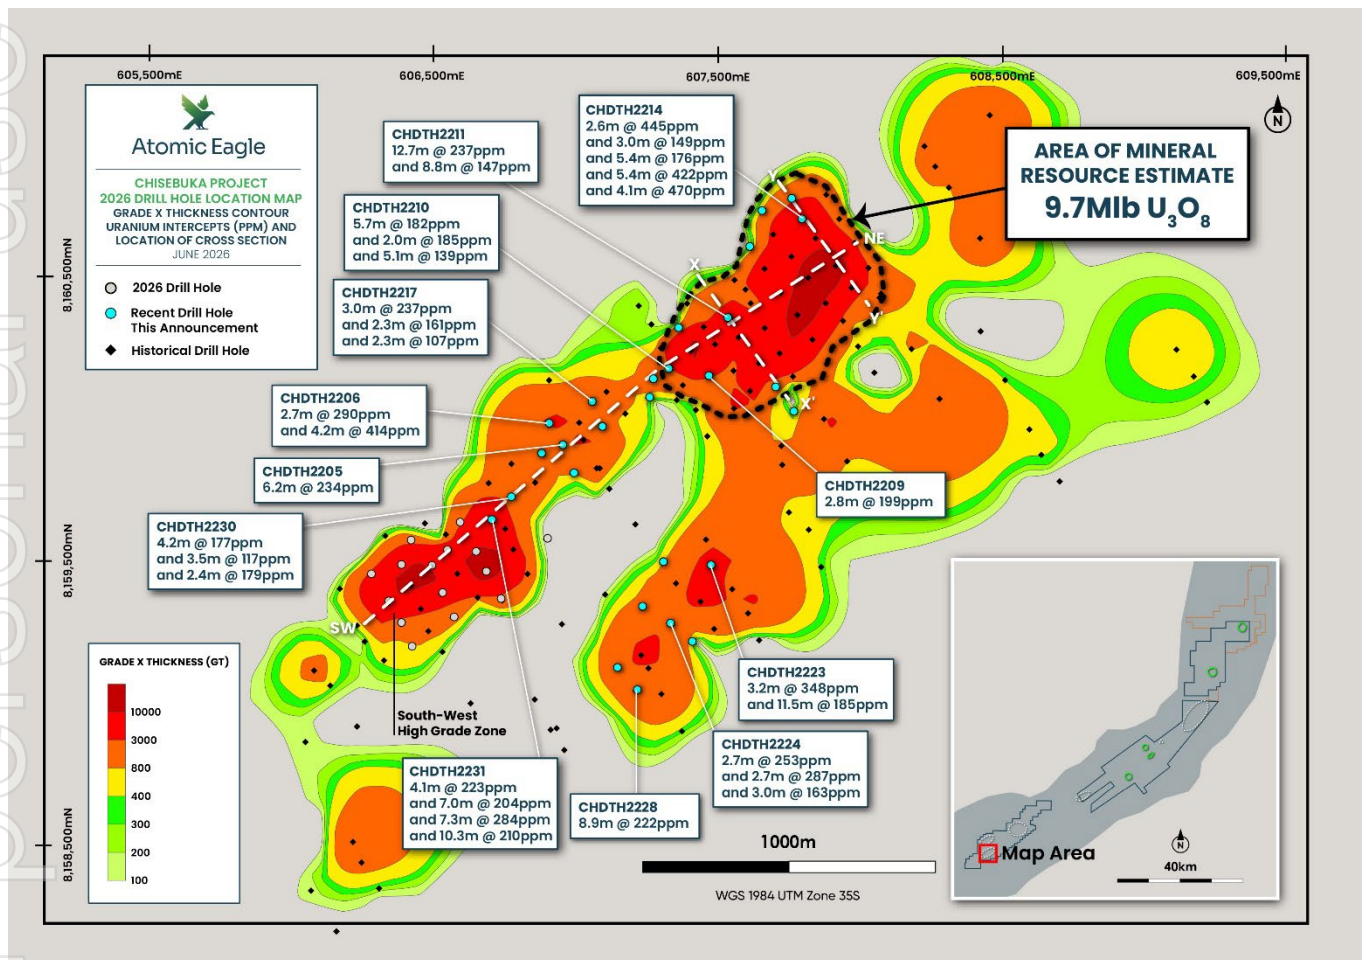 605,500mE
606,500mE
607,500mE
608,500mE
609,500mE
8,160,500mN
8,159,500mN
8,158,500mN
Atomic Eagle
CHISEBUKA PROJECT
2026 DRILL HOLE LOCATION MAP
GRADE X THICKNESS CONTOUR
URANIUM INTERCEPTS (PPM) AND
LOCATION OF CROSS SECTION
JUNE 2026
2026 Drill Hole
Recent Drill Hole
This Announcement
Historical Drill Hole
CHDTH2211
12.7m @ 237ppm
and 8.8m @ 147ppm
CHDTH2214
2.6m @ 445ppm
and 3.0m @ 149ppm
and 5.4m @ 176ppm
and 5.4m @ 422ppm
and 4.1m @ 470ppm
AREA OF MINERAL
RESOURCE ESTIMATE
9.7Mlb U3O8
N
CHDTH2210
5.7m @ 182ppm
and 2.0m @ 185ppm
and 5.1m @ 139ppm
CHDTH2217
3.0m @ 237ppm
and 2.3m @ 161ppm
and 2.3m @ 107ppm
CHDTH2206
2.7m @ 290ppm
and 4.2m @ 414ppm
CHDTH2205
6.2m @ 234ppm
CHDTH2230
4.2m @ 177ppm
and 3.5m @ 117ppm
and 2.4m @ 179ppm
Y
NE
X
Y'
X'
SW
CHDTH2209
2.8m @ 199ppm
CHDTH2223
3.2m @ 348ppm
and 11.5m @ 185ppm
CHDTH2224
2.7m @ 253ppm
and 2.7m @ 287ppm
and 3.0m @ 163ppm
South-West
High Grade Zone
CHDTH2231
4.1m @ 223ppm
and 7.0m @ 204ppm
and 7.3m @ 284ppm
and 10.3m @ 210ppm
CHDTH2228
8.9m @ 222ppm
GRADE X THICKNESS (GT)
10000
3000
800
400
300
200
100
1000m
WGS 1984 UTM Zone 35S
Map Area
N
40km